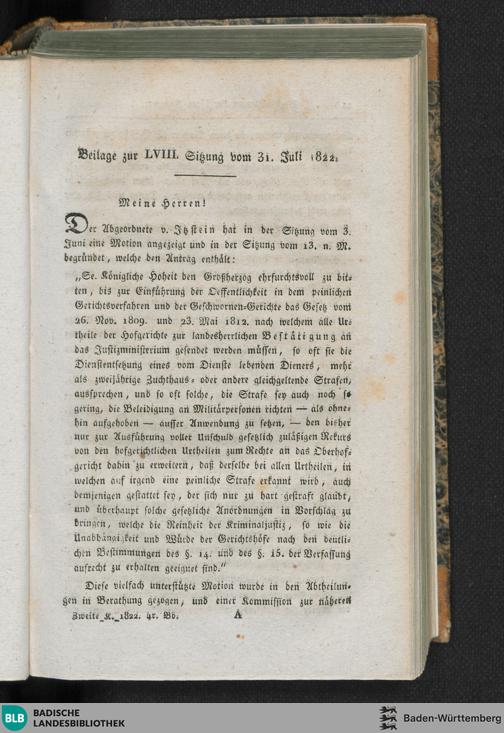 Beilage zur LVIII. Sitzung vom 31. Juli 1822.
Meine Herren!
Der Abgeordnete v. Itzstein hat in der Sitzung vom 3.
Juni eine Motion angezeigt und in der Sitzung vom 13. n. M.
begründet, welche den Antrag enthält:
„Se. Königliche Hoheit den Großherzog ehrfurchtsvoll zu bit-
ten, bis zur Einführung der Oeffentlichkeit in dem peinlichen
Gerichtsverfahren und der Geschwornen-Gerichte das Gesetz vom
26. Nov. 1809. und 23. Mai 1812. nach welchem alle Ur-
theile der Hofgerichte zur landesherrlichen Bestätigung an
das Justizministerium gesendet werden müssen, so oft sie die
Dienstentsetzung eines vom Dienste lebenden Dieners, mehr
als zweijährige Zuchthaus- oder andere gleichgeltende Strafen,
aussprechen, und so oft solche, die Strafe sey auch noch so
gering, die Beleidigung an Militärpersonen richten — als ohne-
hin aufgehoben — ausser Anwendung zu setzen, — den bisher
nur zur Ausführung voller Unschuld gesetzlich zuläßigen Rekurs
von den hofgerichtlichen Urtheilen zum Rechte an das Oberhof-
gericht dahin zu erweitern, daß derselbe bei allen Urtheilen, in
welchen auf irgend eine peinliche Strafe erkannt wird, auch
demjenigen gestattet sey, der sich nur zu hart gestraft glaubt,
und überhaupt solche gesetzliche Anordnungen in Vorschlag zu
bringen, welche die Reinheit der Kriminaljustiz, so wie die
Unabhängigkeit und Würde der Gerichtshöfe nach den deutli-
chen Bestimmungen des §. 14. und des §. 15. der Verfassung
aufrecht zu erhalten geeignet sind.“
Diese vielfach unterstützte Motion wurde in den Abtheilun-
gen in Berathung gezogen, und einer Kommission zur näheren
Zweite K. 1822. 4r. Bd. A
BLB BADISCHE
LANDESBIBLIOTHEK
Baden-Württemberg